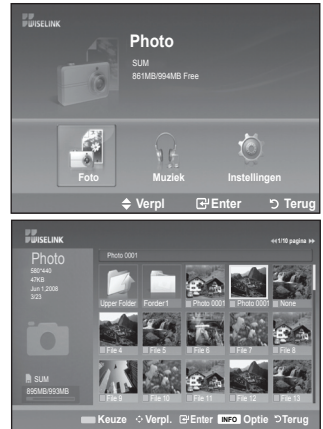 WISELINK
Photo
SUM
861MB/994MB Free
Foto Muziek Instellingen
Verpl Enter Terug
WISELINK
1/10 pagina
Photo
Photo 0001
580*440
47KB
Jun 1,2008
3/23
Upper Folder Forder1 Photo 0001 Photo 0001 None
File 4 File 5 File 6 File 7 File 8
SUM
895MB/993MB
File 9 File 10 File 11 File 12 File 13
Keuze Verpl. Enter INFO Optie Terug